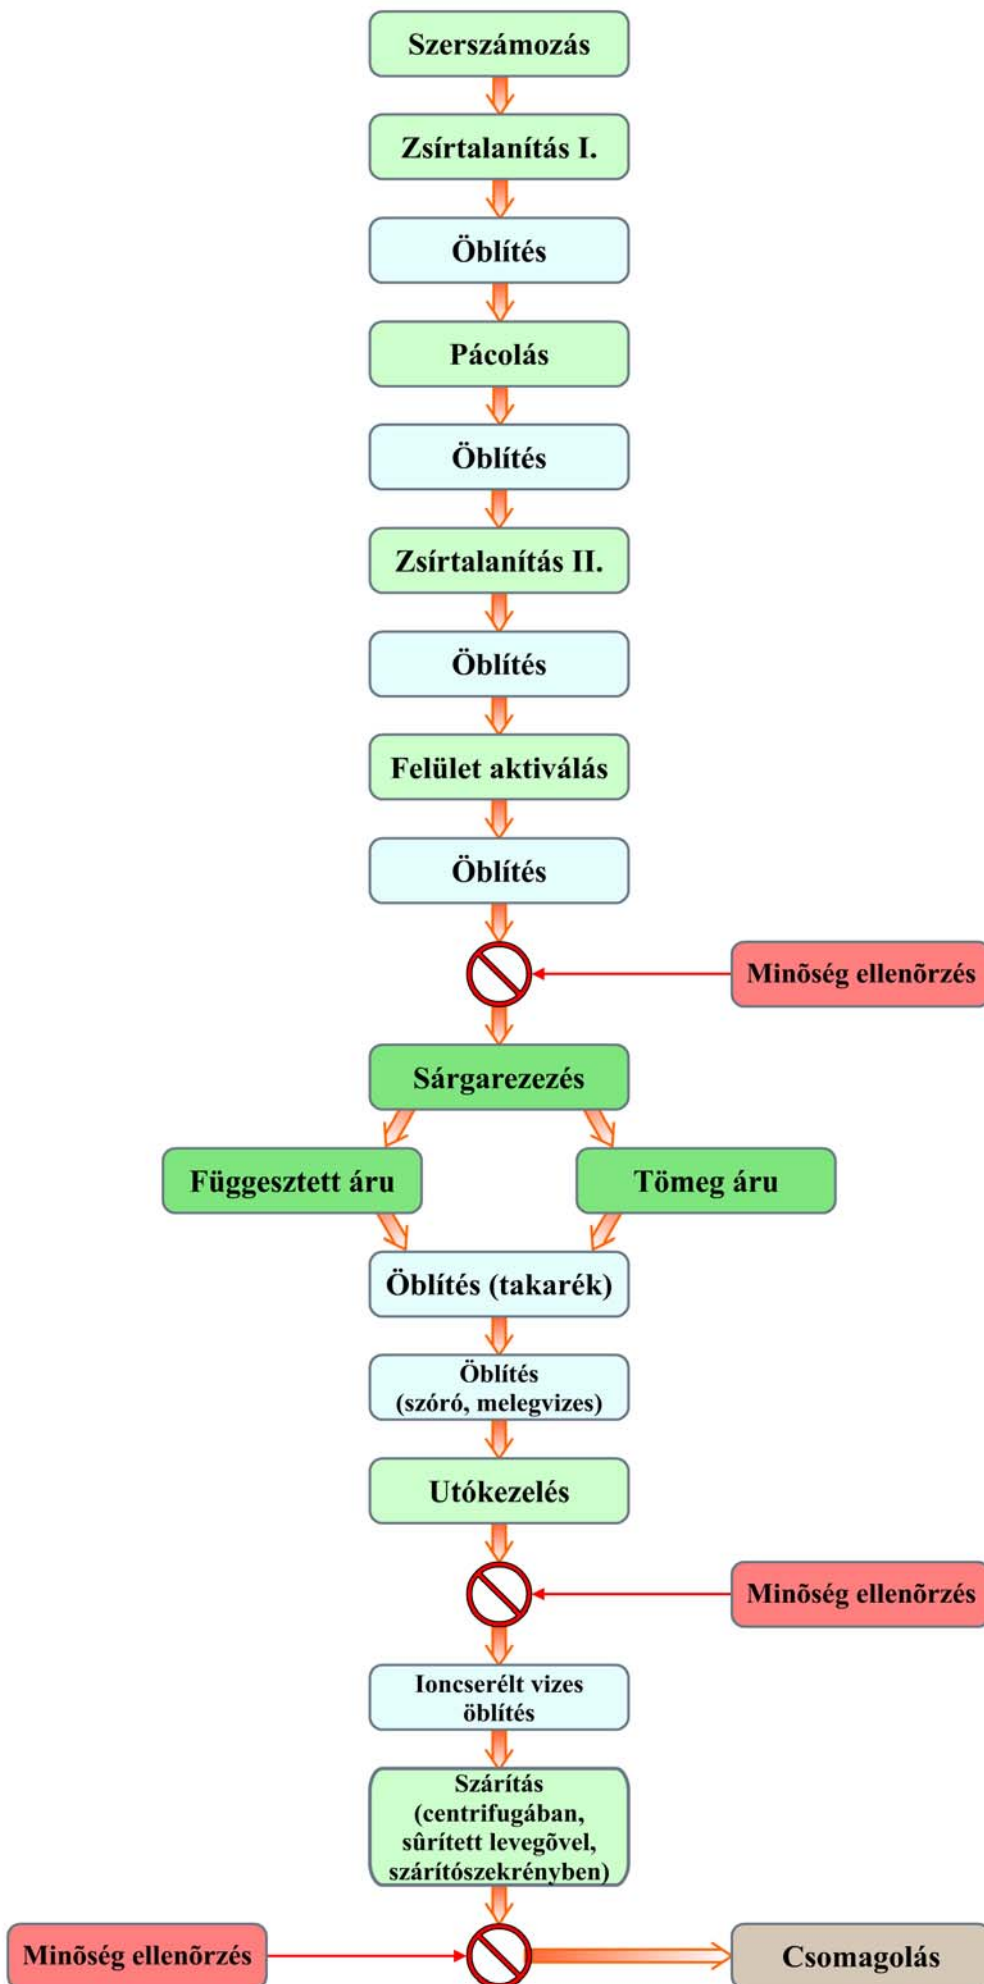 Szerszámozás
Zsírtalanítás I.
Öblítés
Pácolás
Öblítés
Zsírtalanítás II.
Öblítés
Felület aktiválás
Öblítés
Minõség ellenõrzés
Sárgarezezés
Függesztett áru
Tömeg áru
Öblítés (takarék)
Öblítés
(szóró, melegvizes)
Utókezelés
Minõség ellenõrzés
Ioncserélt vizes
öblítés
Szárítás
(centrifugában,
sûrített levegõvel,
szárítószekrényben)
Minõség ellenõrzés
Csomagolás